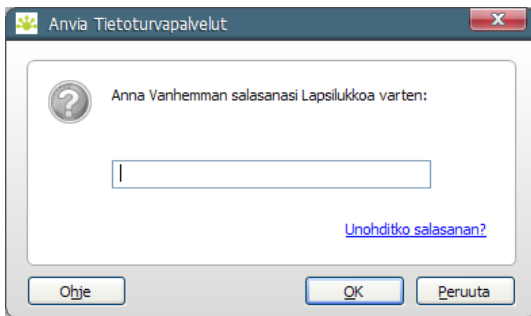 Anvia Tietoturvapalvelut
Anna Vanhemman salasanasi Lapsilukkoa varten:
Unohditko salasanan?
Ohje OK Peruuta